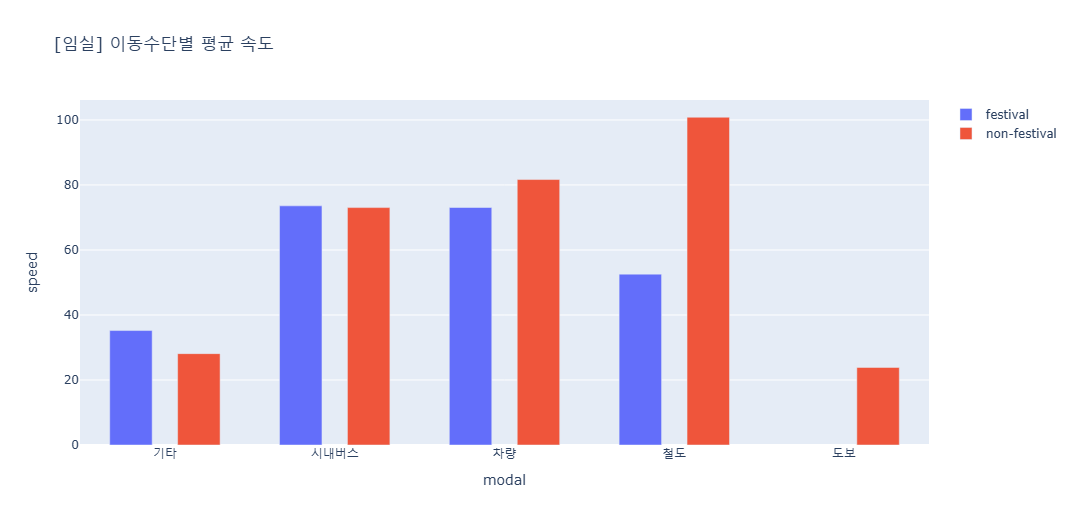 [임실] 이동수단별 평균 속도
festival
non-festival
100
80
60
40
20
0
speed
기타
시내버스
차량
철도
도보
modal